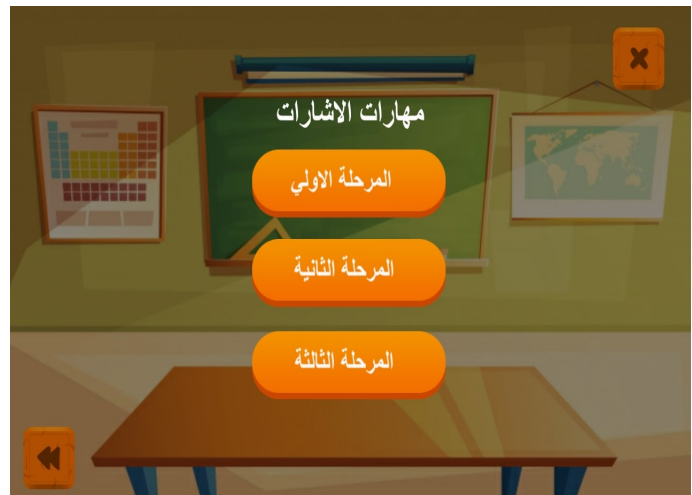 مهارات الاشارات
المرحلة الاولي
المرحلة الثانية
المرحلة الثالثة